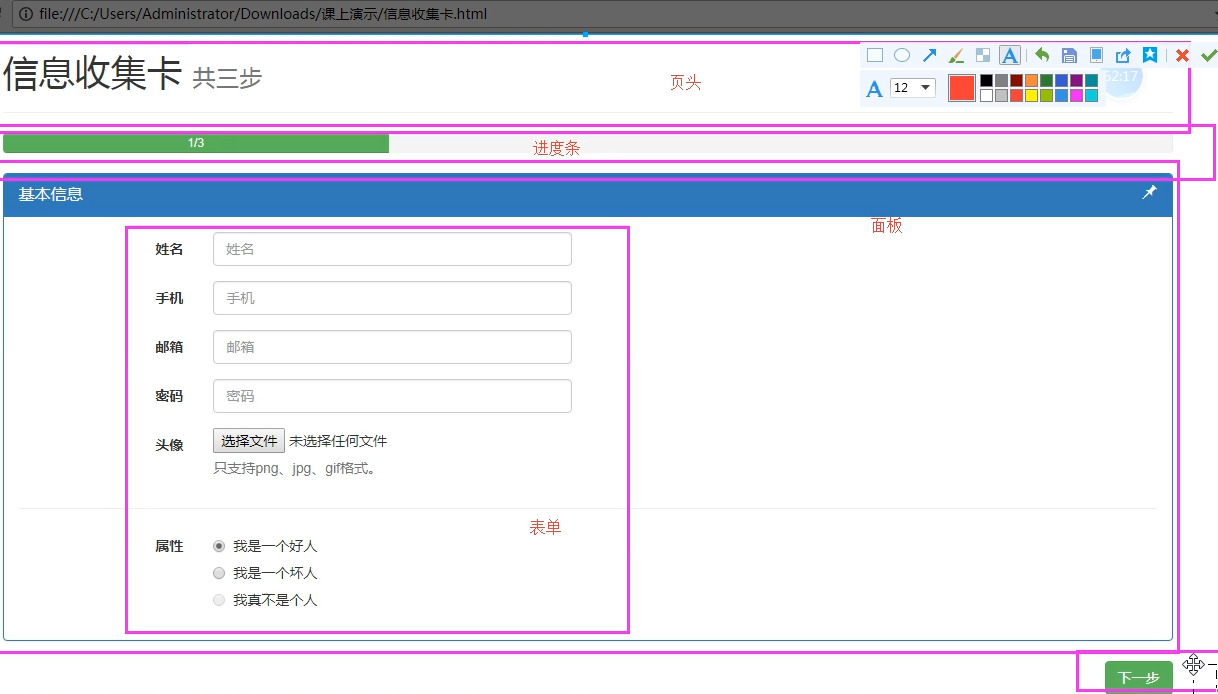 file:///C:/Users/Administrator/Downloads/课上演示/信息收集卡.html
信息收集卡 共三步
页头
A
A 12
52:17
1/3
进度条
基本信息
面板
姓名 姓名
手机 手机
邮箱 邮箱
密码 密码
头像 选择文件 未选择任何文件
只支持png、jpg、gif格式。
表单
属性 我是一个好人
我是一个坏人
我真不是个人
下一步